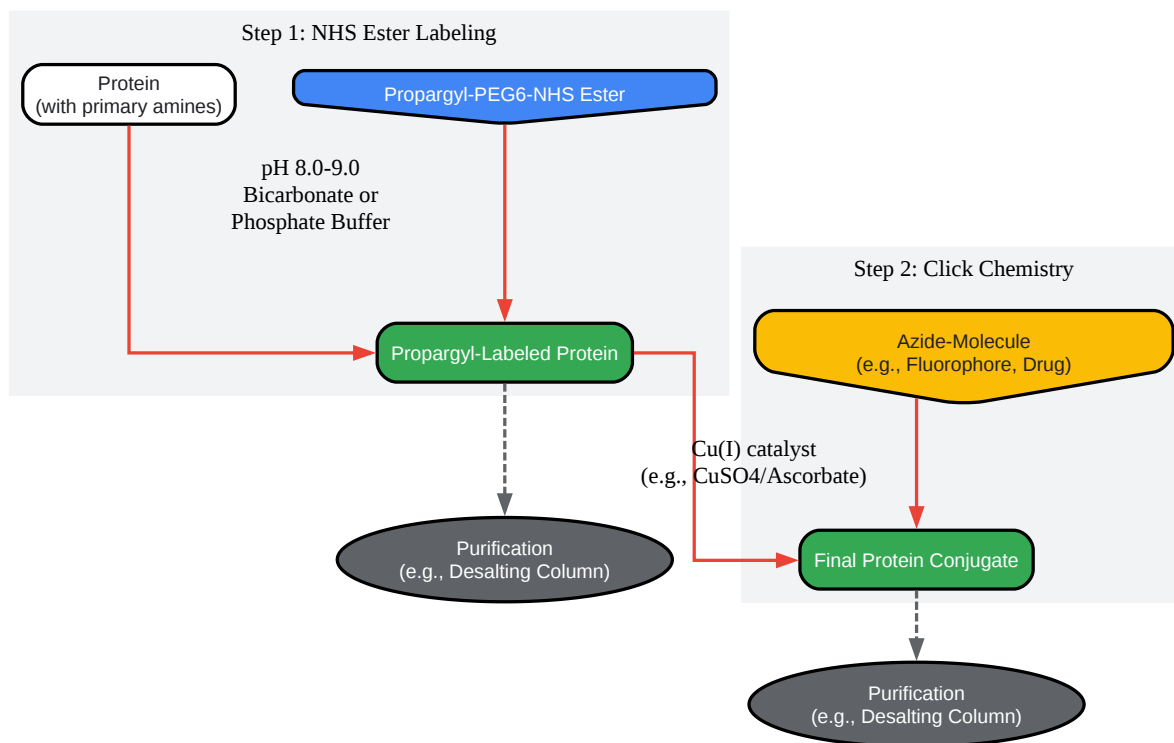 Step 1: NHS Ester Labeling
Protein
(with primary amines)
Propargyl-PEG6-NHS Ester
pH 8.0-9.0
Bicarbonate or
Phosphate Buffer
Propargyl-Labeled Protein
Step 2: Click Chemistry
Azide-Molecule
(e.g., Fluorophore, Drug)
Cu(I) catalyst
(e.g., CuSO4/Ascorbate)
Purification
(e.g., Desalting Column)
Final Protein Conjugate
Purification
(e.g., Desalting Column)